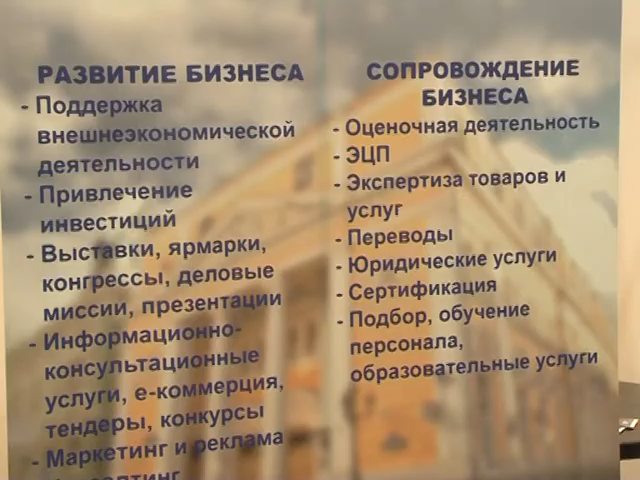 РАЗВИТИЕ БИЗНЕСА
- Поддержка
внешнеэкономической
деятельности
- Привлечение
инвестиций
- Выставки, ярмарки,
конгрессы, деловые
миссии, презентации
- Информационно-
консультационные
услуги, е-коммерция,
тендеры, конкурсы
- Маркетинг и реклама
СОПРОВОЖДЕНИЕ
БИЗНЕСА
- Оценочная деятельность
- ЭЦП
- Экспертиза товаров и
услуг
- Переводы
- Юридические услуги
- Сертификация
- Подбор, обучение
персонала,
образовательные услуги